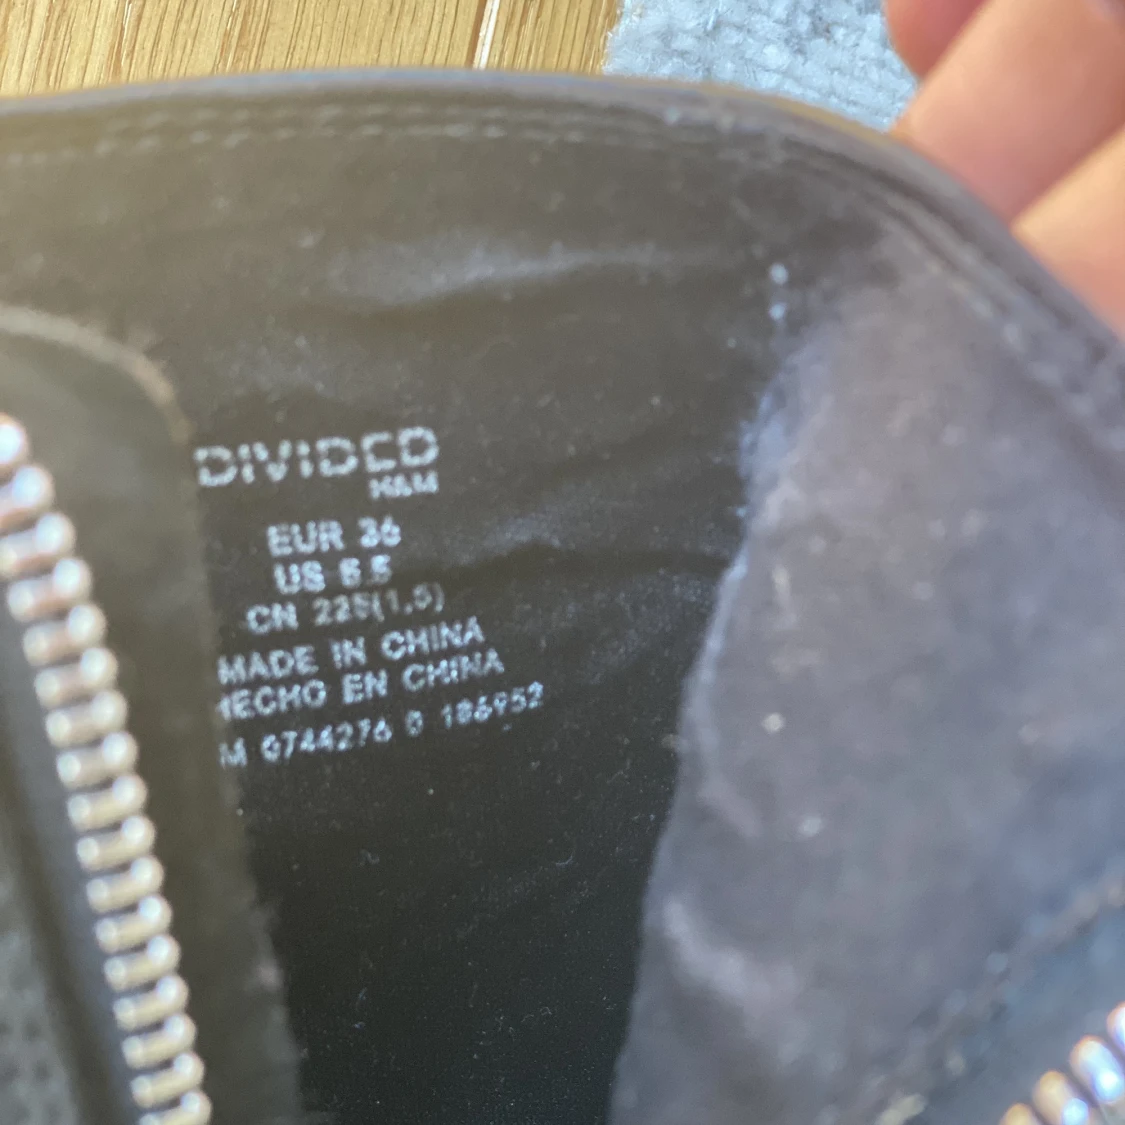 DIVIDED
H&M
EUR 36
US 5.5
CN 225(1,5)
MADE IN CHINA
HECHO EN CHINA
M 0744276 0 186952